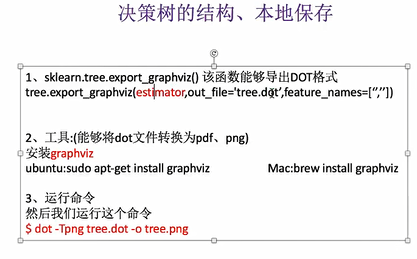 决策树的结构、本地保存
1、sklearn.tree.export_graphviz() 该函数能够导出DOT格式
tree.export_graphviz(estimator,out_file='tree.dot’,feature_names=[‘’,’’])
2、工具:(能够将dot文件转换为pdf、png)
安装graphviz
ubuntu:sudo apt-get install graphviz Mac:brew install graphviz
3、运行命令
然后我们运行这个命令
$ dot -Tpng tree.dot -o tree.png